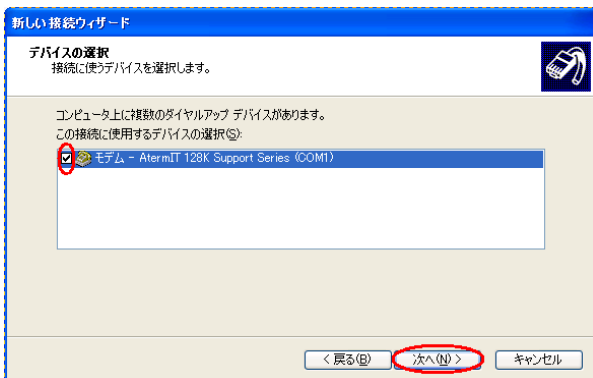 新しい接続ウィザード
デバイスの選択
接続に使うデバイスを選択します。
コンピュータ上に複数のダイヤルアップ デバイスがあります。
この接続に使用するデバイスの選択(S):
モデム - AtermIT 128K Support Series (COM1)
< 戻る(B) 次へ(N) > キャンセル